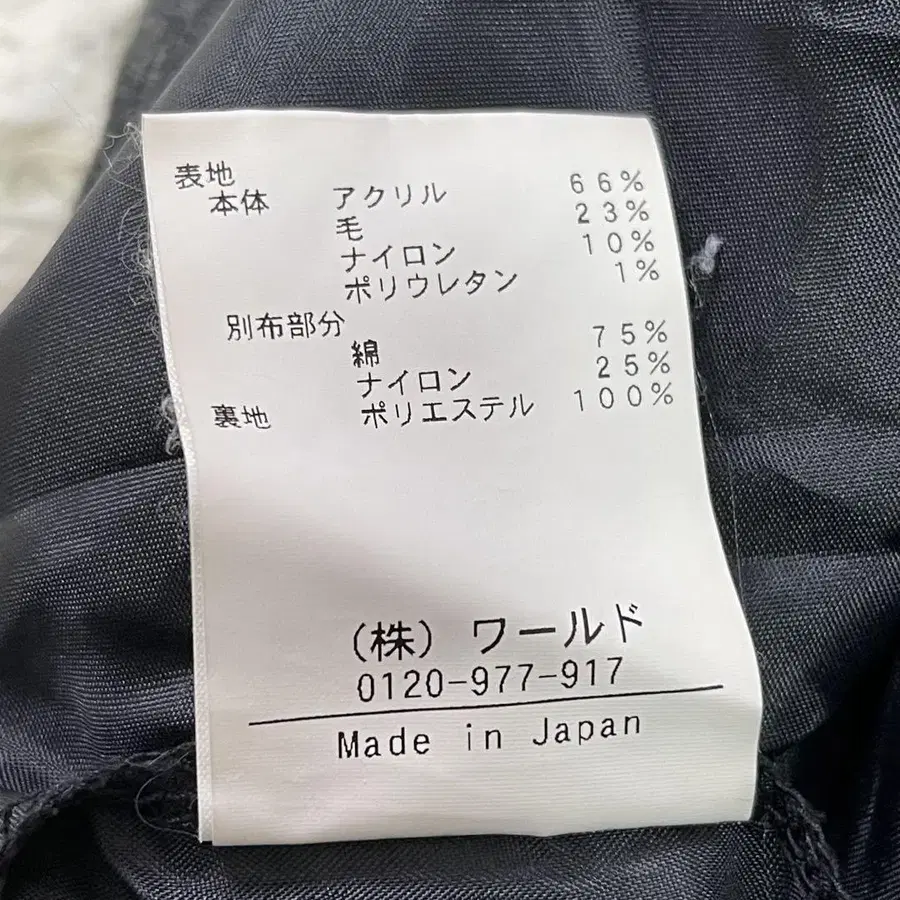 表地
本体 アクリル 66%
毛 23%
ナイロン 10%
ポリウレタン 1%
別布部分
綿 75%
ナイロン 25%
裏地 ポリエステル 100%
(株) ワールド
0120-977-917
Made in Japan